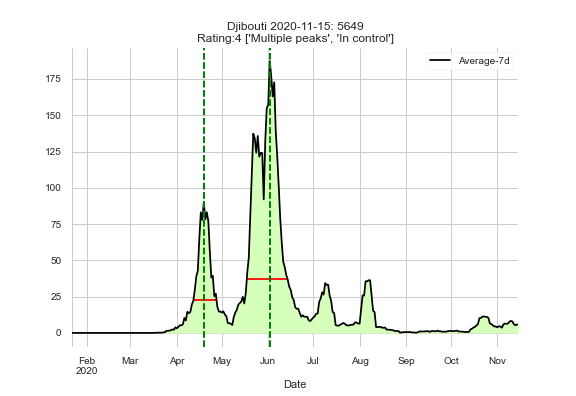 Djibouti 2020-11-15: 5649
Rating:4 ['Multiple peaks', 'In control']
Average-7d
175
150
125
100
75
50
25
0
Feb Mar Apr May Jun Jul Aug Sep Oct Nov
2020
Date